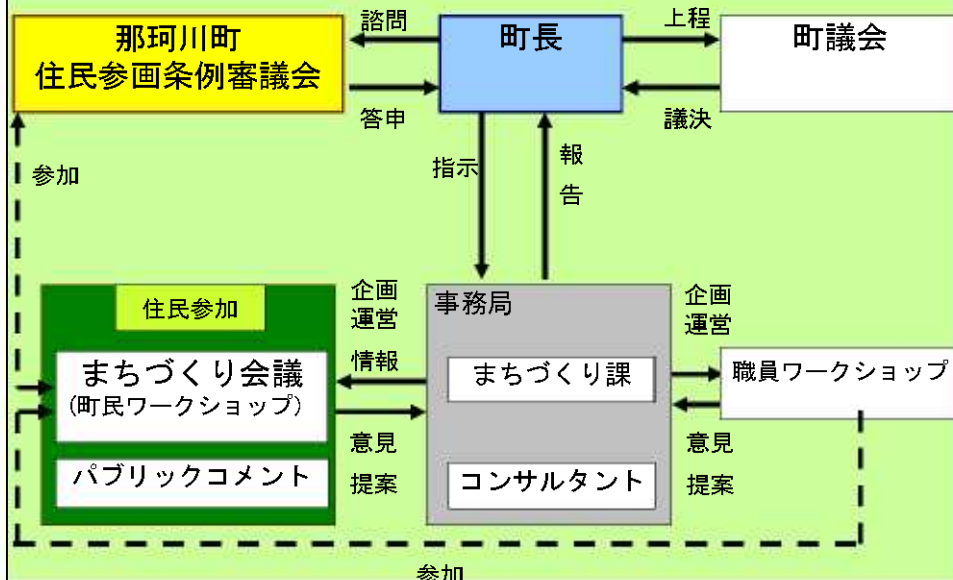 那珂川町
住民参画条例審議会
諮問
答申
町長
上程
議決
町議会
参加
指示
報
告
住民参加
まちづくり会議
(町民ワークショップ)
パブリックコメント
企画
運営
情報
意見
提案
事務局
まちづくり課
コンサルタント
企画
運営
意見
提案
職員ワークショップ
参加